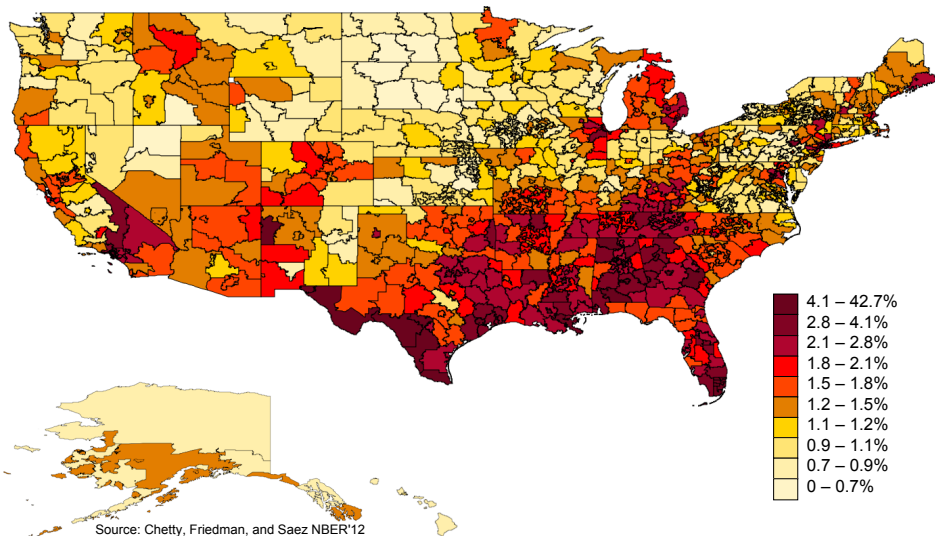 4.1 – 42.7%
2.8 – 4.1%
2.1 – 2.8%
1.8 – 2.1%
1.5 – 1.8%
1.2 – 1.5%
1.1 – 1.2%
0.9 – 1.1%
0.7 – 0.9%
0 – 0.7%
Source: Chetty, Friedman, and Saez NBER'12